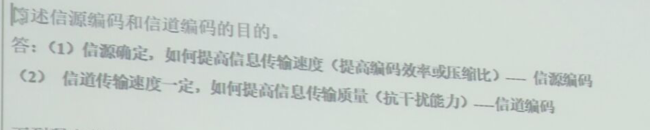 简述信源编码和信道编码的目的。
答：（1）信源确定，如何提高信息传输速度（提高编码效率或压缩比）— 信源编码
（2） 信道传输速度一定，如何提高信息传输质量（抗干扰能力）—信道编码